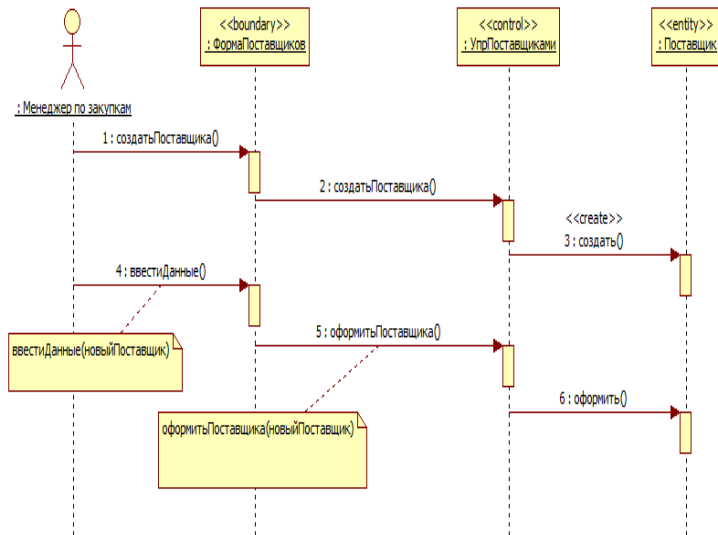 <<boundary>>
: ФормаПоставщиков
<<control>>
: УпрПоставщиками
<<entity>>
: Поставщик
: Менеджер по закупкам
1 : создатьПоставщика()
2 : создатьПоставщика()
<<create>>
3 : создать()
4 : ввестиДанные()
ввестиДанные(новыйПоставщик)
5 : оформитьПоставщика()
6 : оформить()
оформитьПоставщика(новыйПоставщик)